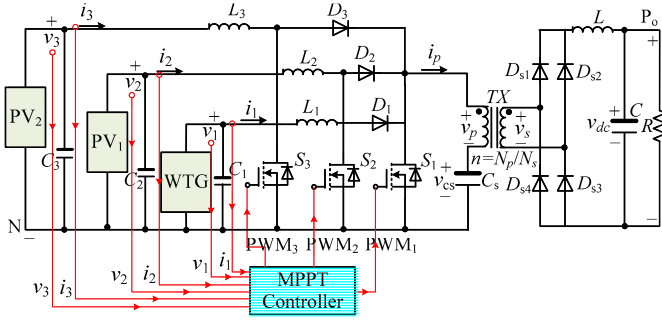 + i₃ L₃ D₃
v₃ + i₂ L₂ D₂ iₚ L Pₒ
v₂ + i₁ L₁ D₁ Dₛ₁ Dₛ₂
v₁ TX
PV₂ PV₁ + vₚ − + vₛ − + v_dc − C R
C₃ C₂ WTG C₁ S₃ S₂ S₁ n=Nₚ/Nₛ
+ v_cs − Cₛ Dₛ₄ Dₛ₃
N −
PWM₃ PWM₂ PWM₁
v₃ i₃ v₂ i₂ v₁ i₁
MPPT
Controller